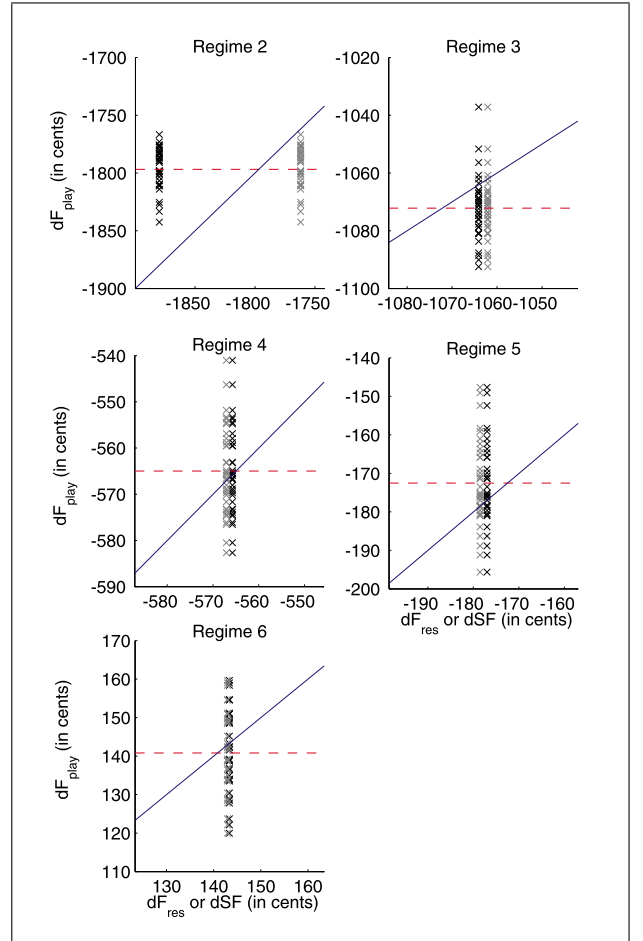 Regime 2
-1700
-1750
-1800
-1850
-1900
dF_play (in cents)
-1850 -1800 -1750
Regime 3
-1020
-1040
-1060
-1080
-1100
-1080 -1070 -1060 -1050
Regime 4
-540
-550
-560
-570
-580
-590
dF_play (in cents)
-580 -570 -560 -550
Regime 5
-140
-150
-160
-170
-180
-190
-200
-190 -180 -170 -160
dF_res or dSF (in cents)
Regime 6
170
160
150
140
130
120
110
dF_play (in cents)
130 140 150 160
dF_res or dSF (in cents)